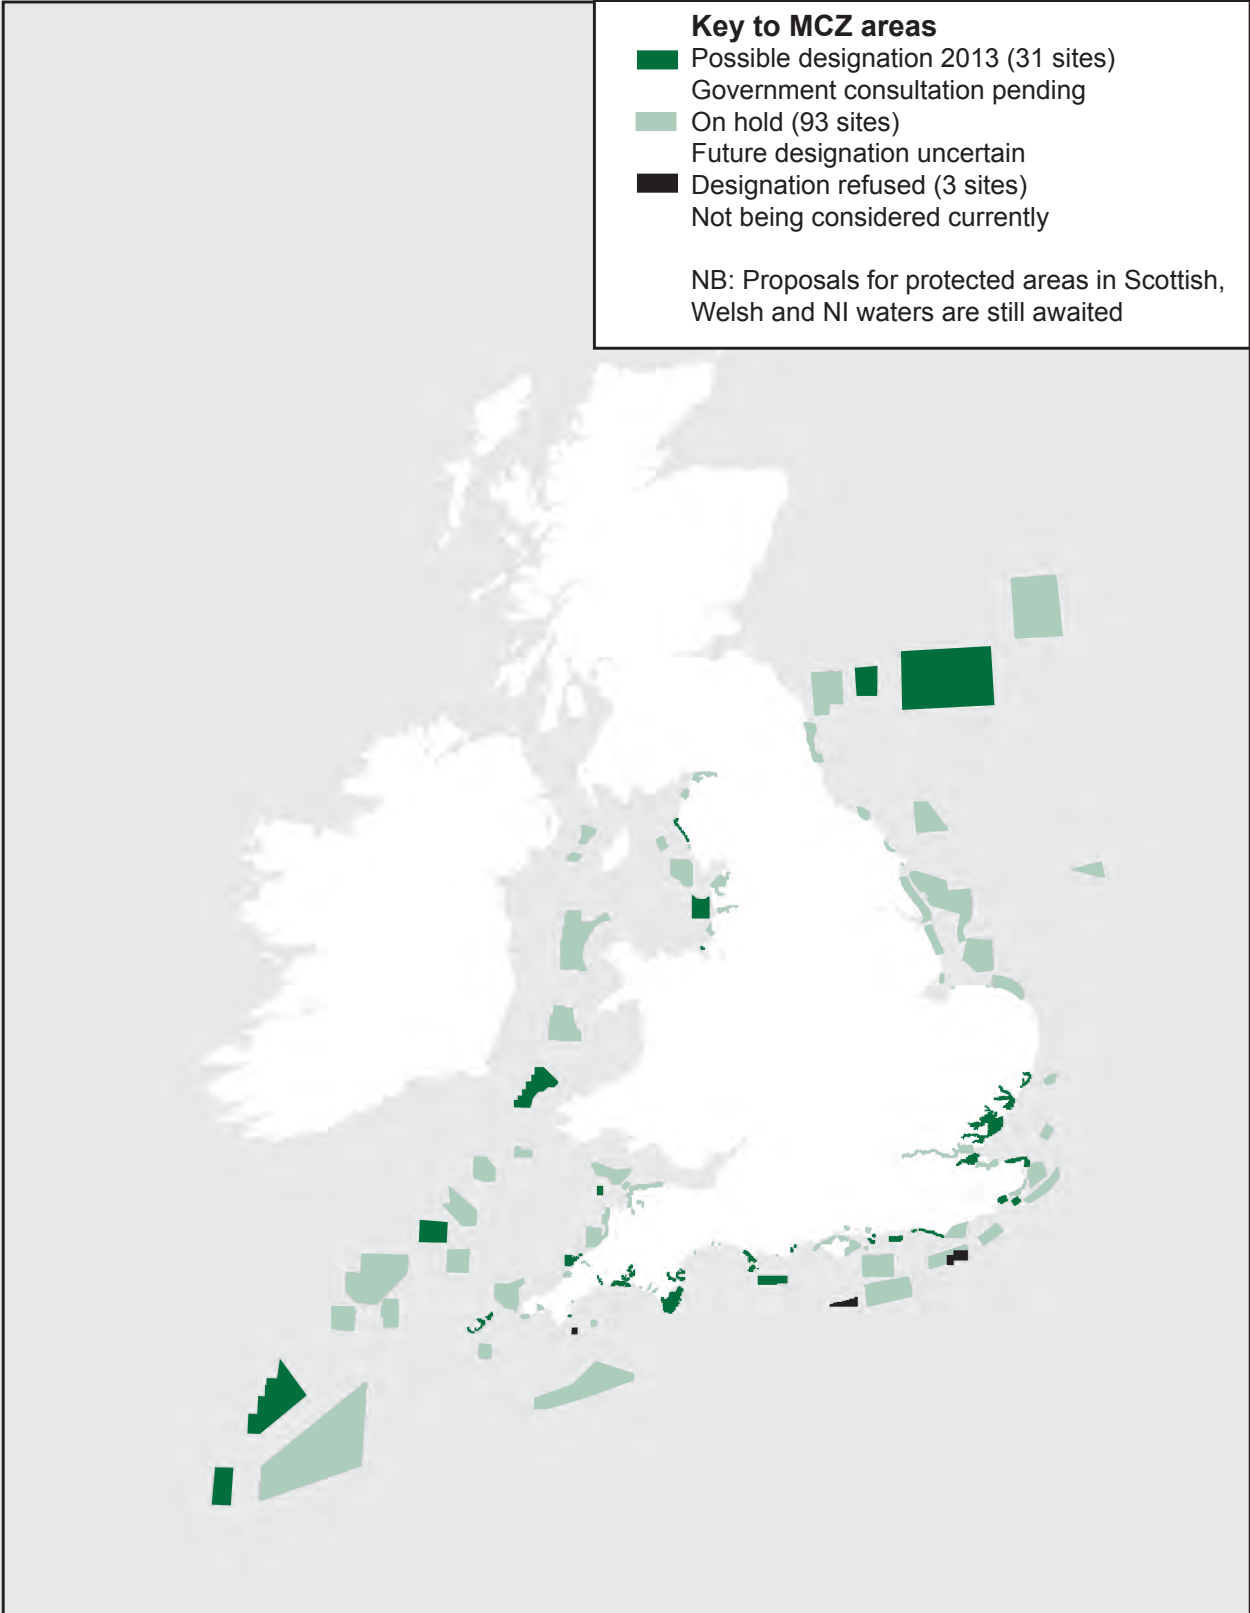 Key to MCZ areas
Possible designation 2013 (31 sites)
Government consultation pending
On hold (93 sites)
Future designation uncertain
Designation refused (3 sites)
Not being considered currently
NB: Proposals for protected areas in Scottish,
Welsh and NI waters are still awaited